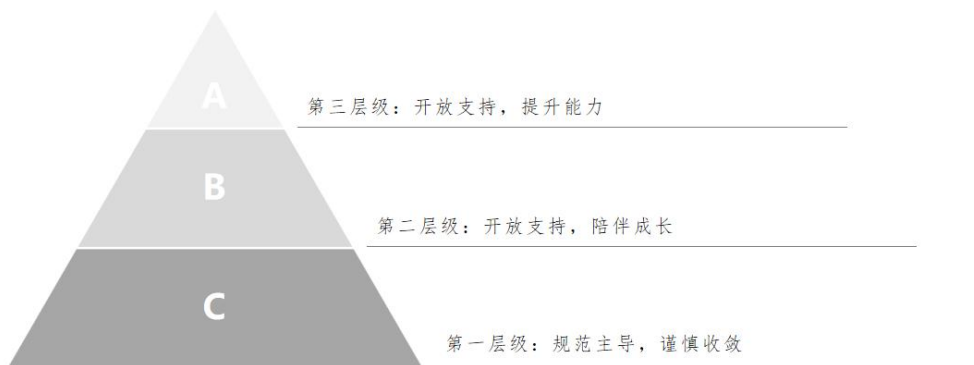 A
第三层级：开放支持，提升能力
B
第二层级：开放支持，陪伴成长
C
第一层级：规范主导，谨慎收敛